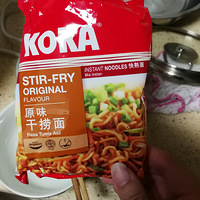 KOKA
INSTANT NOODLES 快熟麵
Mie Instan
STIR-FRY
ORIGINAL
FLAVOUR
原味
干捞面
Rasa Tumis Asli